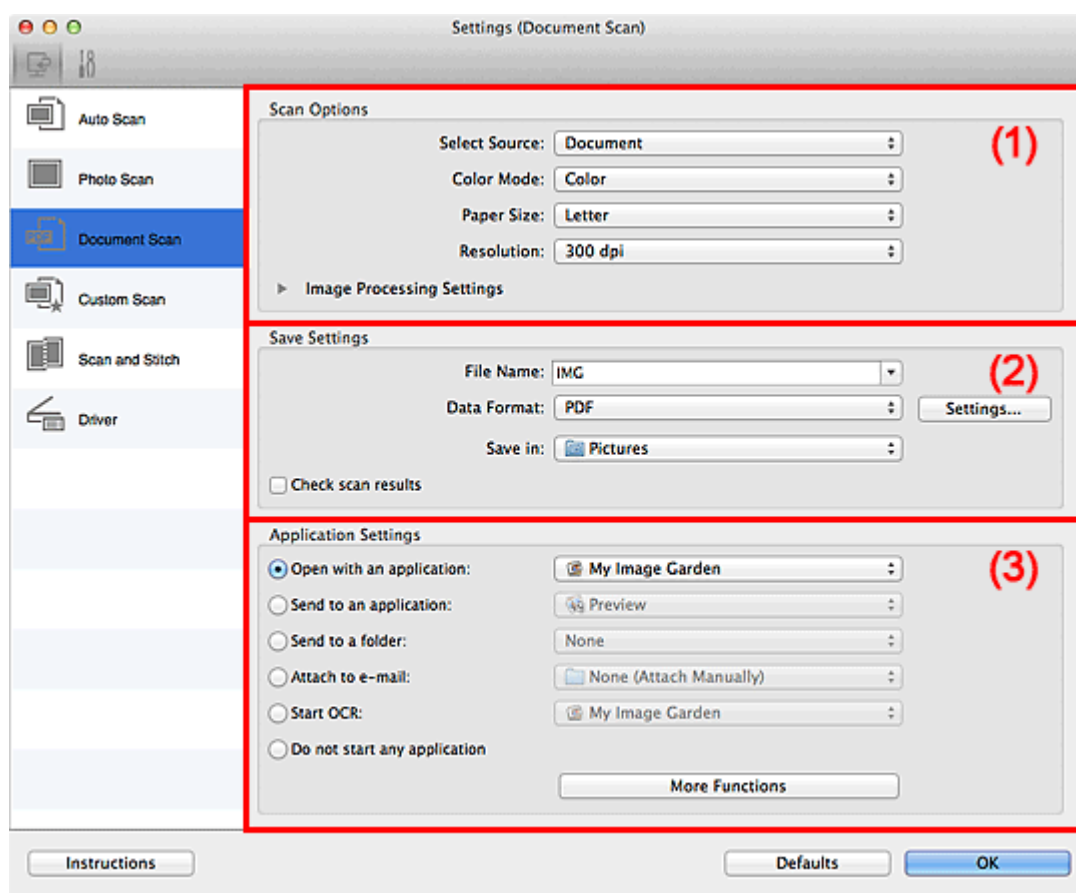 Settings (Document Scan)
Auto Scan
Photo Scan
PDF
Document Scan
Custom Scan
Scan and Stitch
Driver
Scan Options
(1)
Select Source: Document
Color Mode: Color
Paper Size: Letter
Resolution: 300 dpi
Image Processing Settings
Save Settings
(2)
File Name: IMG
Data Format: PDF Settings...
Save in: Pictures
Check scan results
Application Settings
(3)
Open with an application: My Image Garden
Send to an application: Preview
Send to a folder: None
Attach to e-mail: None (Attach Manually)
Start OCR: My Image Garden
Do not start any application
More Functions
Instructions Defaults OK